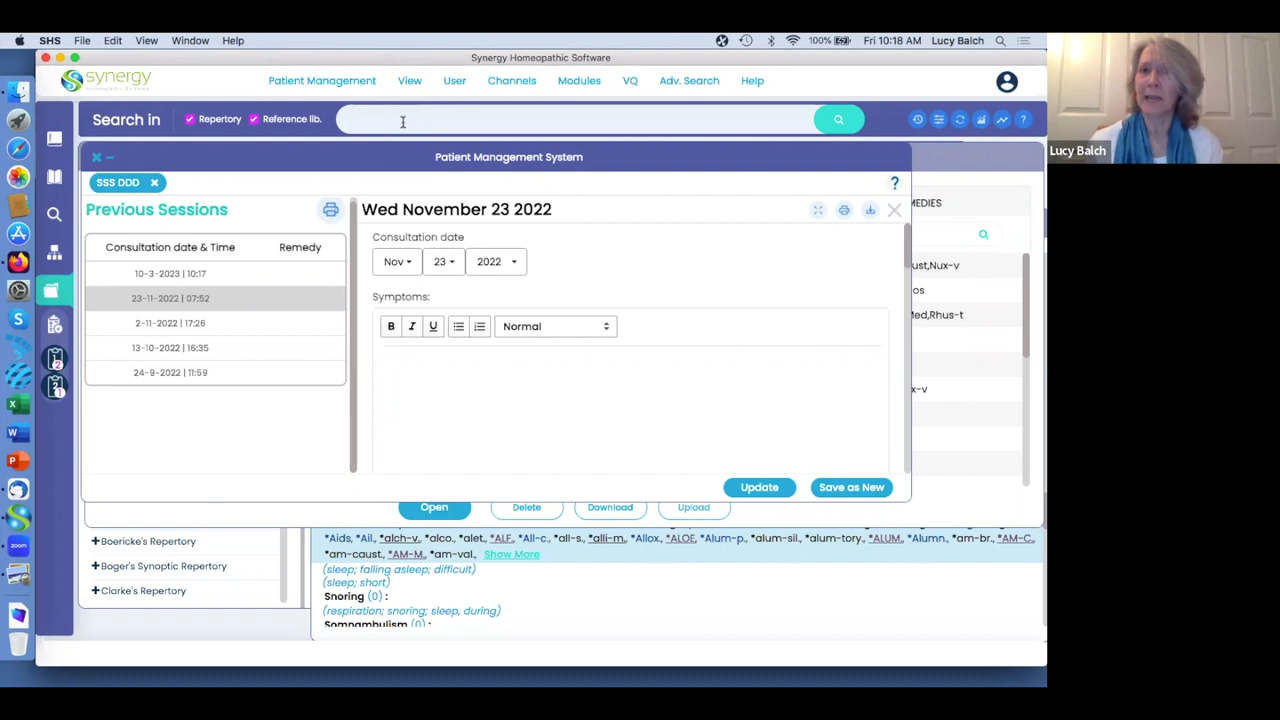 SHS File Edit View Window Help 100% Fri 10:18 AM Lucy Balch
Synergy Homeopathic Software
synergy
Homeopathic Software
Patient Management View User Channels Modules VQ Adv. Search Help
Search in Repertory Reference lib. ?
Patient Management System
SSS DDD ?
Previous Sessions
Consultation date & Time Remedy
10-3-2023 | 10:17
23-11-2022 | 07:52
2-11-2022 | 17:26
13-10-2022 | 16:35
24-9-2022 | 11:59
Wed November 23 2022
Consultation date
Nov 23 2022
Symptoms:
B I U Normal
Update Save as New
MEDIES
ust,Nux-v
os
Med,Rhus-t
x-v
Open Delete Download Upload
+Boericke's Repertory
+Boger's Synoptic Repertory
+Clarke's Repertory
*Aids, *Ail., *alch-v., *alco., *alet., *ALF., *All-c., *all-s., *alli-m., *Allox., *ALOE, *Alum-p., *alum-sil., *alum-tory., *ALUM., *Alumn., *am-br., *AM-C.,
*am-caust., *AM-M., *am-val., Show More
(sleep; falling asleep; difficult)
(sleep; short)
Snoring (0) :
(respiration; snoring; sleep, during)
Somnambulism (0) :
Lucy Balch